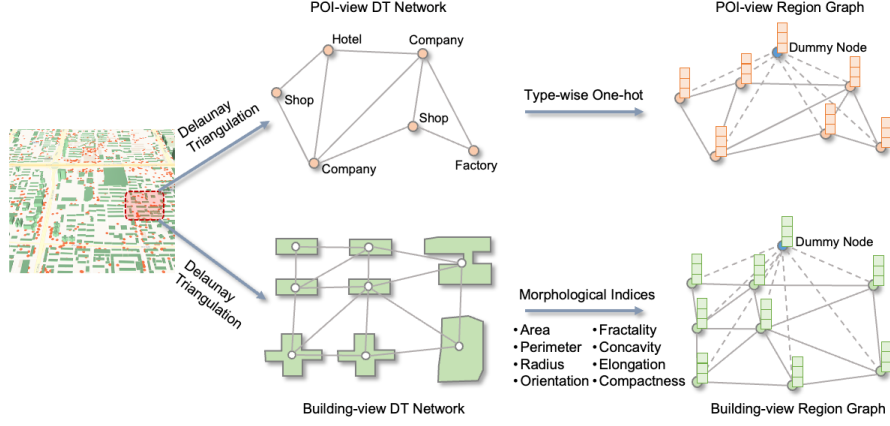 POI-view DT Network
POI-view Region Graph
Hotel
Company
Dummy Node
Delaunay
Triangulation
Shop
Type-wise One-hot
Shop
Company
Factory
Delaunay
Triangulation
Dummy Node
Morphological Indices
•Area
•Fractality
•Perimeter
•Concavity
•Radius
•Elongation
•Orientation
•Compactness
Building-view DT Network
Building-view Region Graph